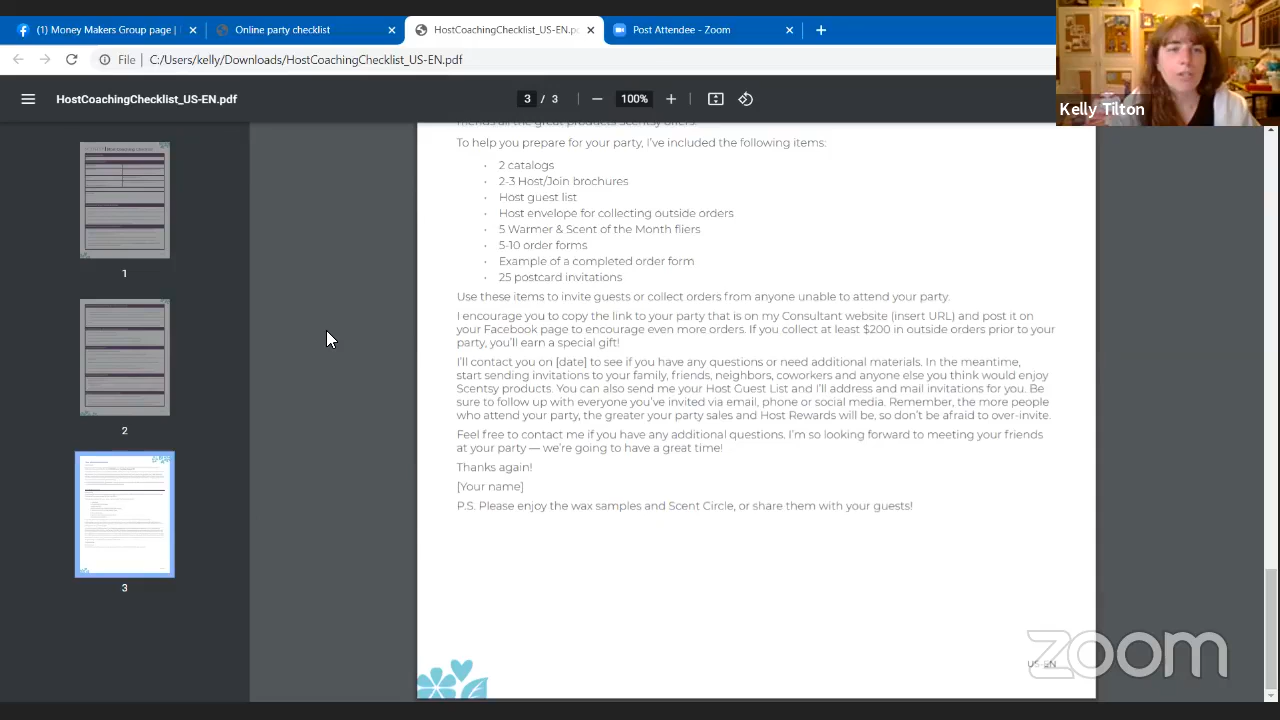 (1) Money Makers Group page |
Online party checklist
HostCoachingChecklist_US-EN.pd
Post Attendee - Zoom
File
C:/Users/kelly/Downloads/HostCoachingChecklist_US-EN.pdf
HostCoachingChecklist_US-EN.pdf
3 / 3
100%
Kelly Tilton
friends all the great products Scentsy offers.
To help you prepare for your party, I've included the following items:
· 2 catalogs
· 2-3 Host/Join brochures
· Host guest list
· Host envelope for collecting outside orders
· 5 Warmer & Scent of the Month fliers
· 5-10 order forms
· Example of a completed order form
· 25 postcard invitations
Use these items to invite guests or collect orders from anyone unable to attend your party.
I encourage you to copy the link to your party that is on my Consultant website (insert URL) and post it on
your Facebook page to encourage even more orders. If you collect at least $200 in outside orders prior to your
party, you'll earn a special gift!
I'll contact you on [date] to see if you have any questions or need additional materials. In the meantime,
start sending invitations to your family, friends, neighbors, coworkers and anyone else you think would enjoy
Scentsy products. You can also send me your Host Guest List and I'll address and mail invitations for you. Be
sure to follow up with everyone you've invited via email, phone or social media. Remember, the more people
who attend your party, the greater your party sales and Host Rewards will be, so don't be afraid to over-invite.
Feel free to contact me if you have any additional questions. I'm so looking forward to meeting your friends
at your party — we're going to have a great time!
Thanks again!
[Your name]
P.S. Please enjoy the wax samples and Scent Circle, or share them with your guests!
US-EN
zoom
1
2
3